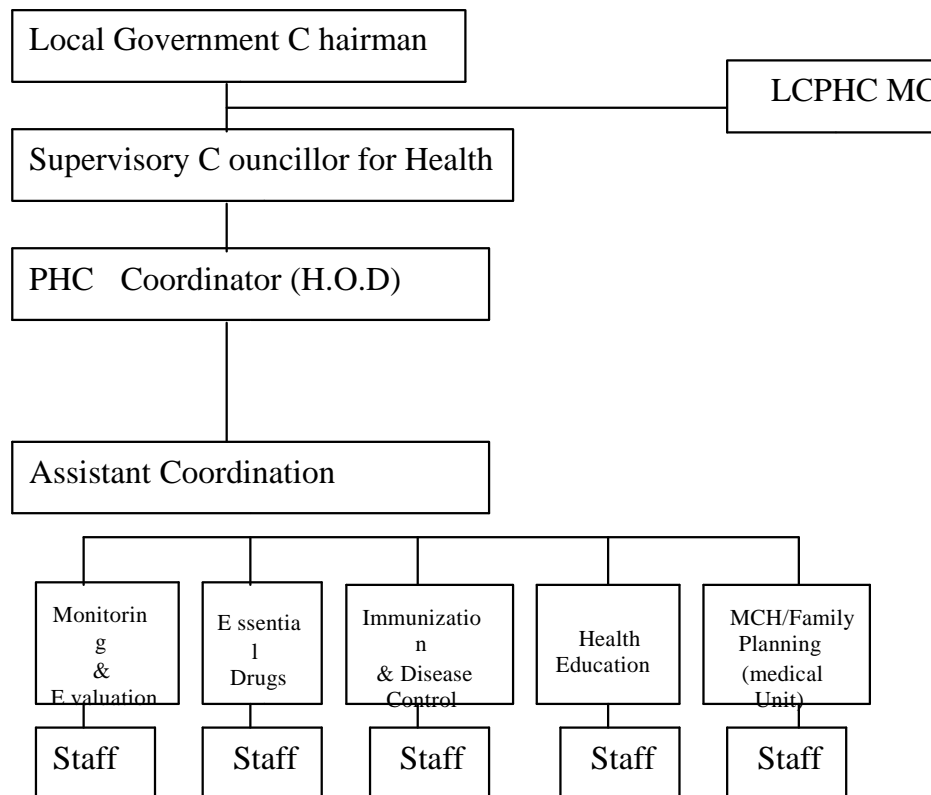 Local Government C hairman
LCPHC MC
Supervisory C ouncillor for Health
PHC Coordinator (H.O.D)
Assistant Coordination
Monitorin
g
&
E valuation
E ssentia
l
Drugs
Immunizatio
n
& Disease
Control
Health
Education
MCH/Family
Planning
(medical
Unit)
Staff
Staff
Staff
Staff
Staff